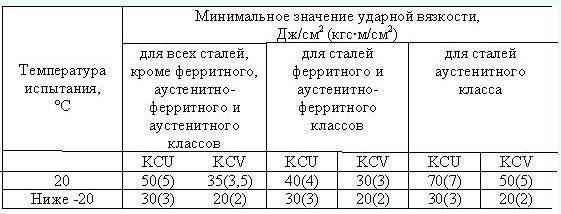 Минимальное значение ударной вязкости,
Дж/см² (кгс·м/см²)
Температура
испытания,
°С
для всех сталей,
кроме ферритного,
аустенитно-
ферритного и
аустенитного
классов
для сталей
ферритного и
аустенитно-
ферритного
классов
для сталей
аустенитного
класса
KCU KCV KCU KCV KCU KCV
20 50(5) 35(3,5) 40(4) 30(3) 70(7) 50(5)
Ниже -20 30(3) 20(2) 30(3) 20(2) 30(3) 20(2)